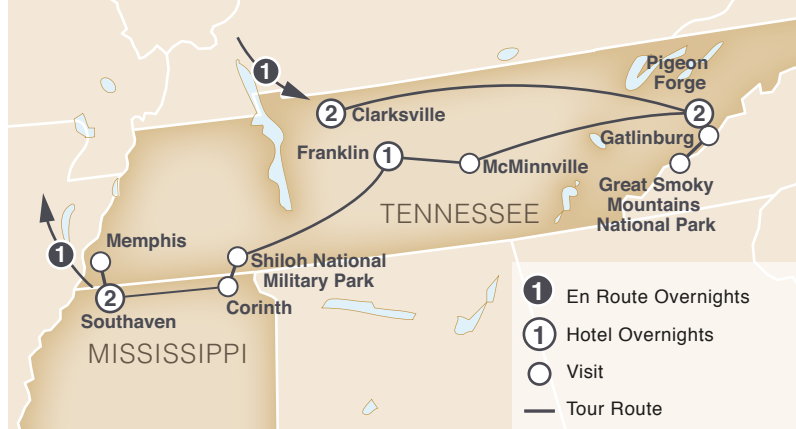 1
Pigeon
Forge
2
Clarksville
2
Gatlinburg
Franklin
1
McMinnville
Great Smoky
Mountains
National Park
TENNESSEE
Memphis
1
Shiloh National
Military Park
2
Southaven
Corinth
MISSISSIPPI
1
En Route Overnights
1
Hotel Overnights
Visit
Tour Route